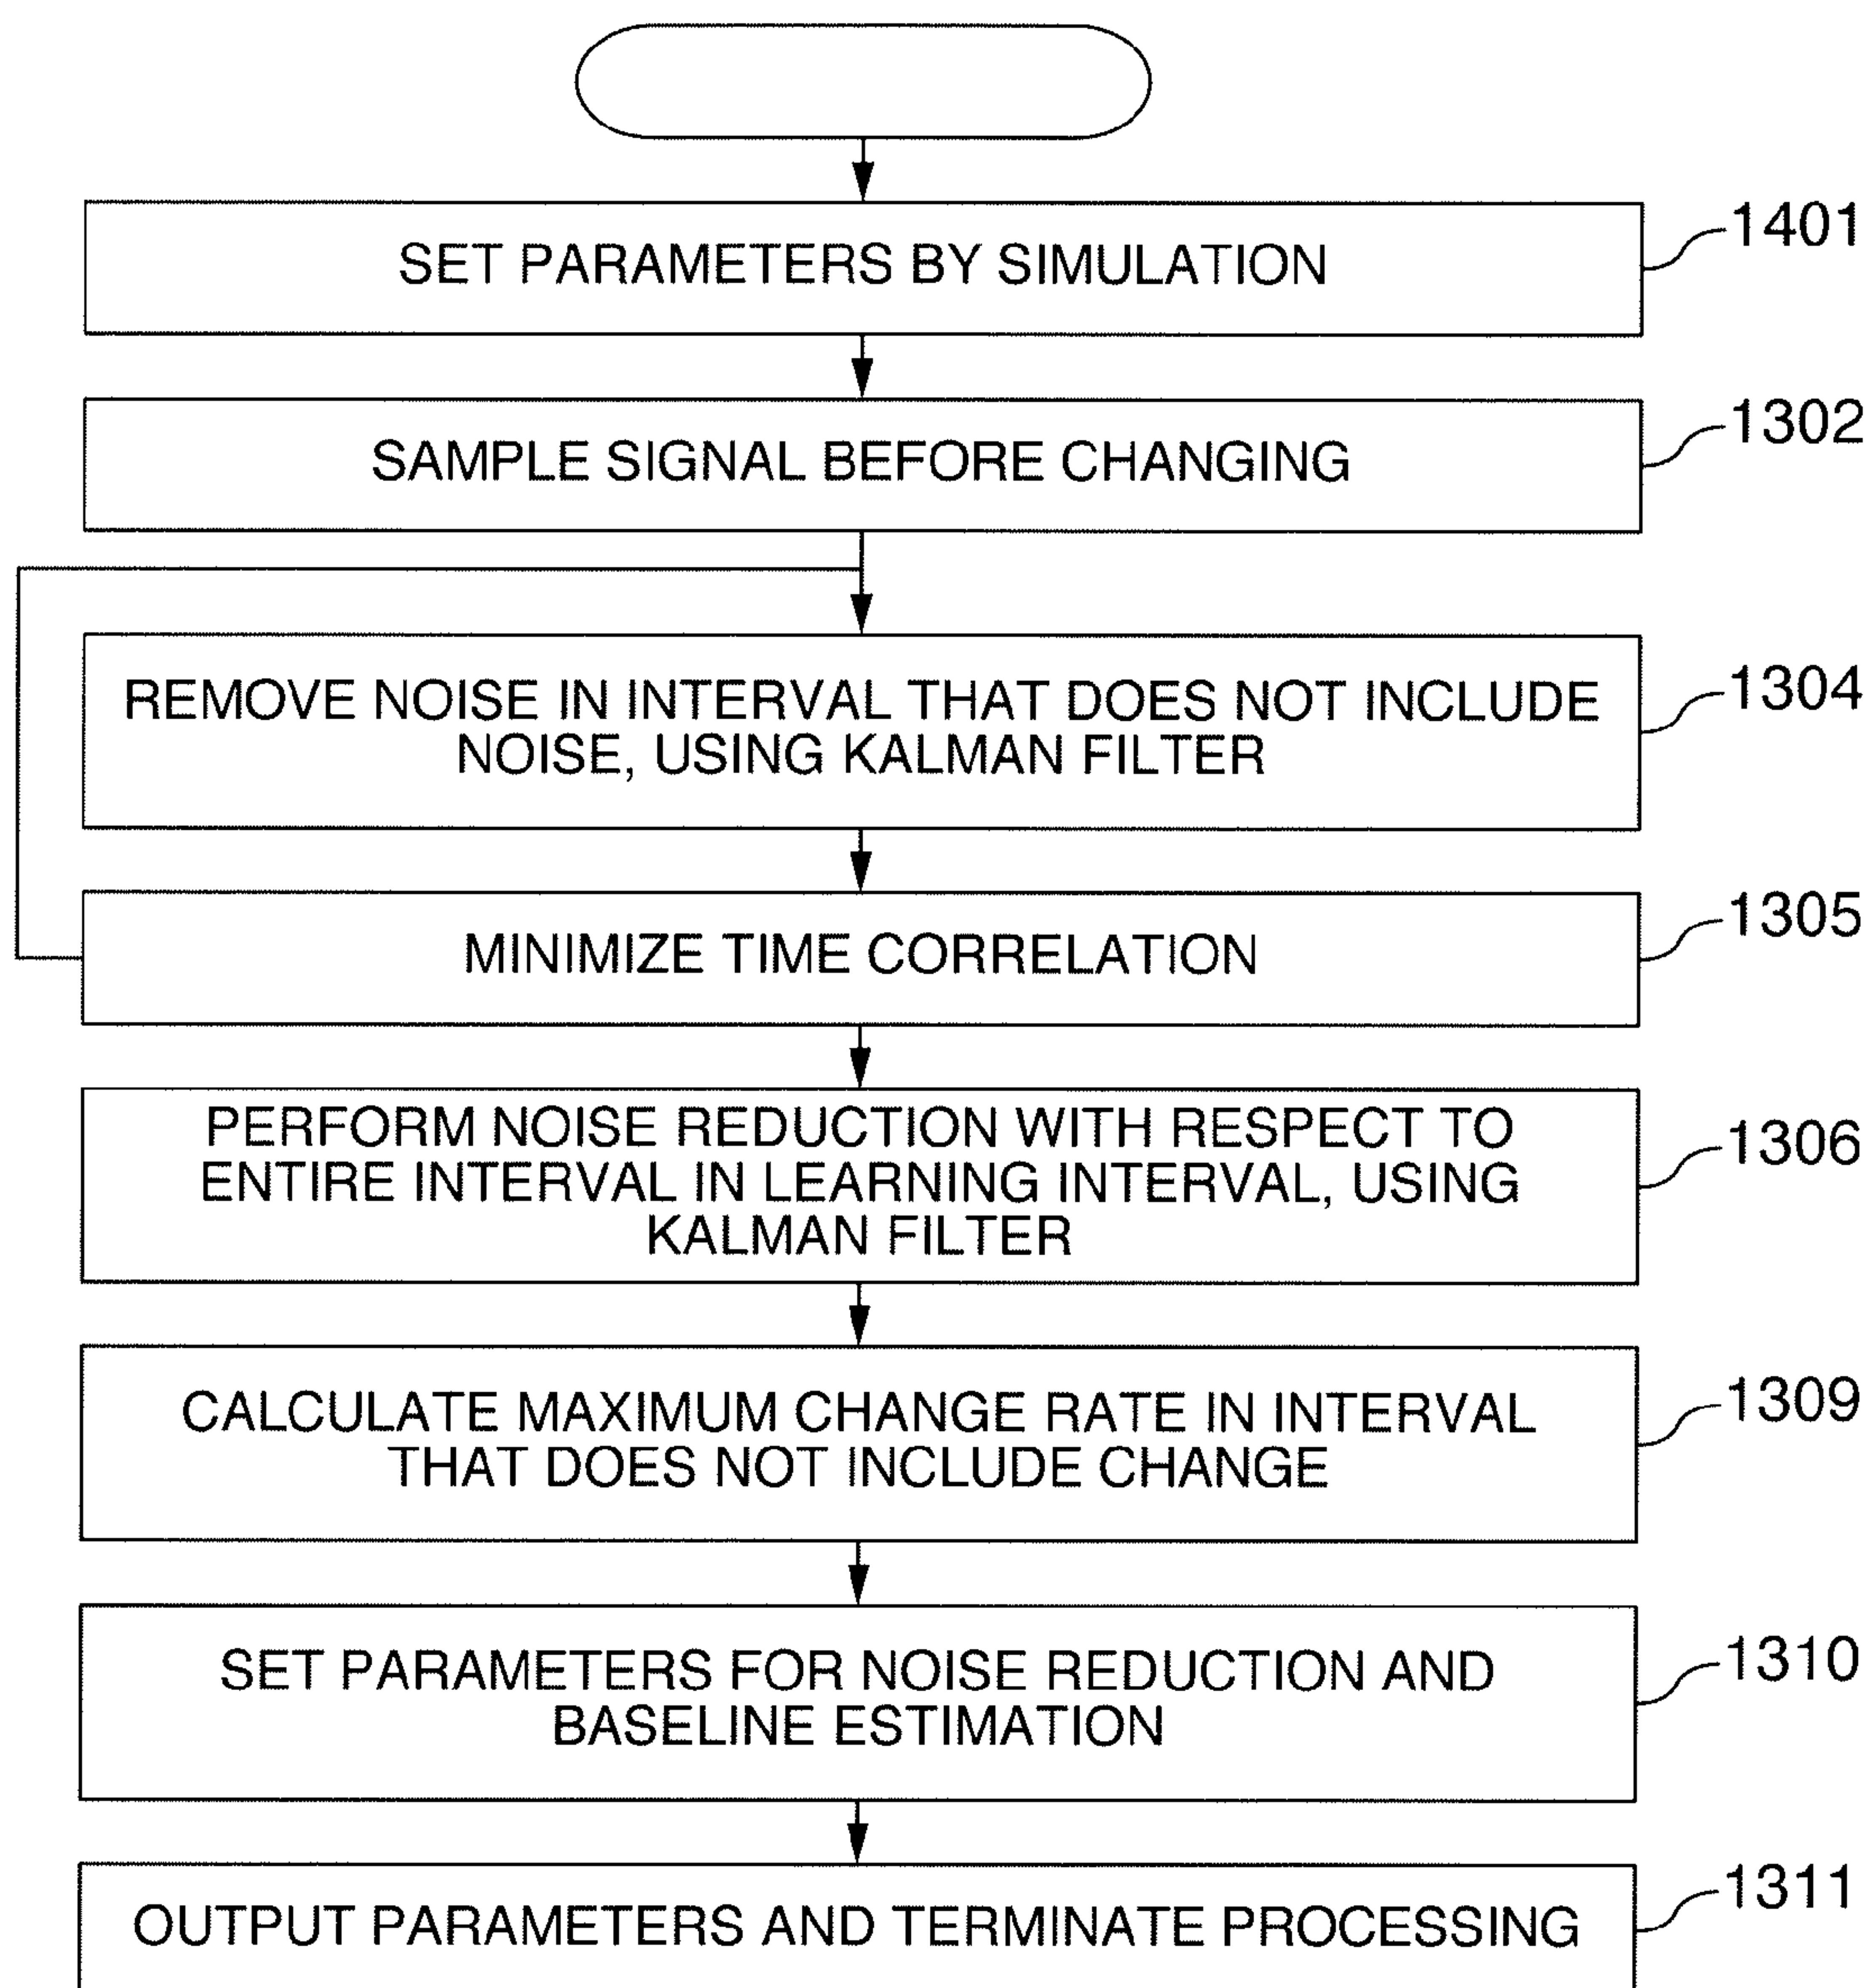 SET PARAMETERS BY SIMULATION
1401
SAMPLE SIGNAL BEFORE CHANGING
1302
REMOVE NOISE IN INTERVAL THAT DOES NOT INCLUDE
NOISE, USING KALMAN FILTER
1304
MINIMIZE TIME CORRELATION
1305
PERFORM NOISE REDUCTION WITH RESPECT TO
ENTIRE INTERVAL IN LEARNING INTERVAL, USING
KALMAN FILTER
1306
CALCULATE MAXIMUM CHANGE RATE IN INTERVAL
THAT DOES NOT INCLUDE CHANGE
1309
SET PARAMETERS FOR NOISE REDUCTION AND
BASELINE ESTIMATION
1310
OUTPUT PARAMETERS AND TERMINATE PROCESSING
1311